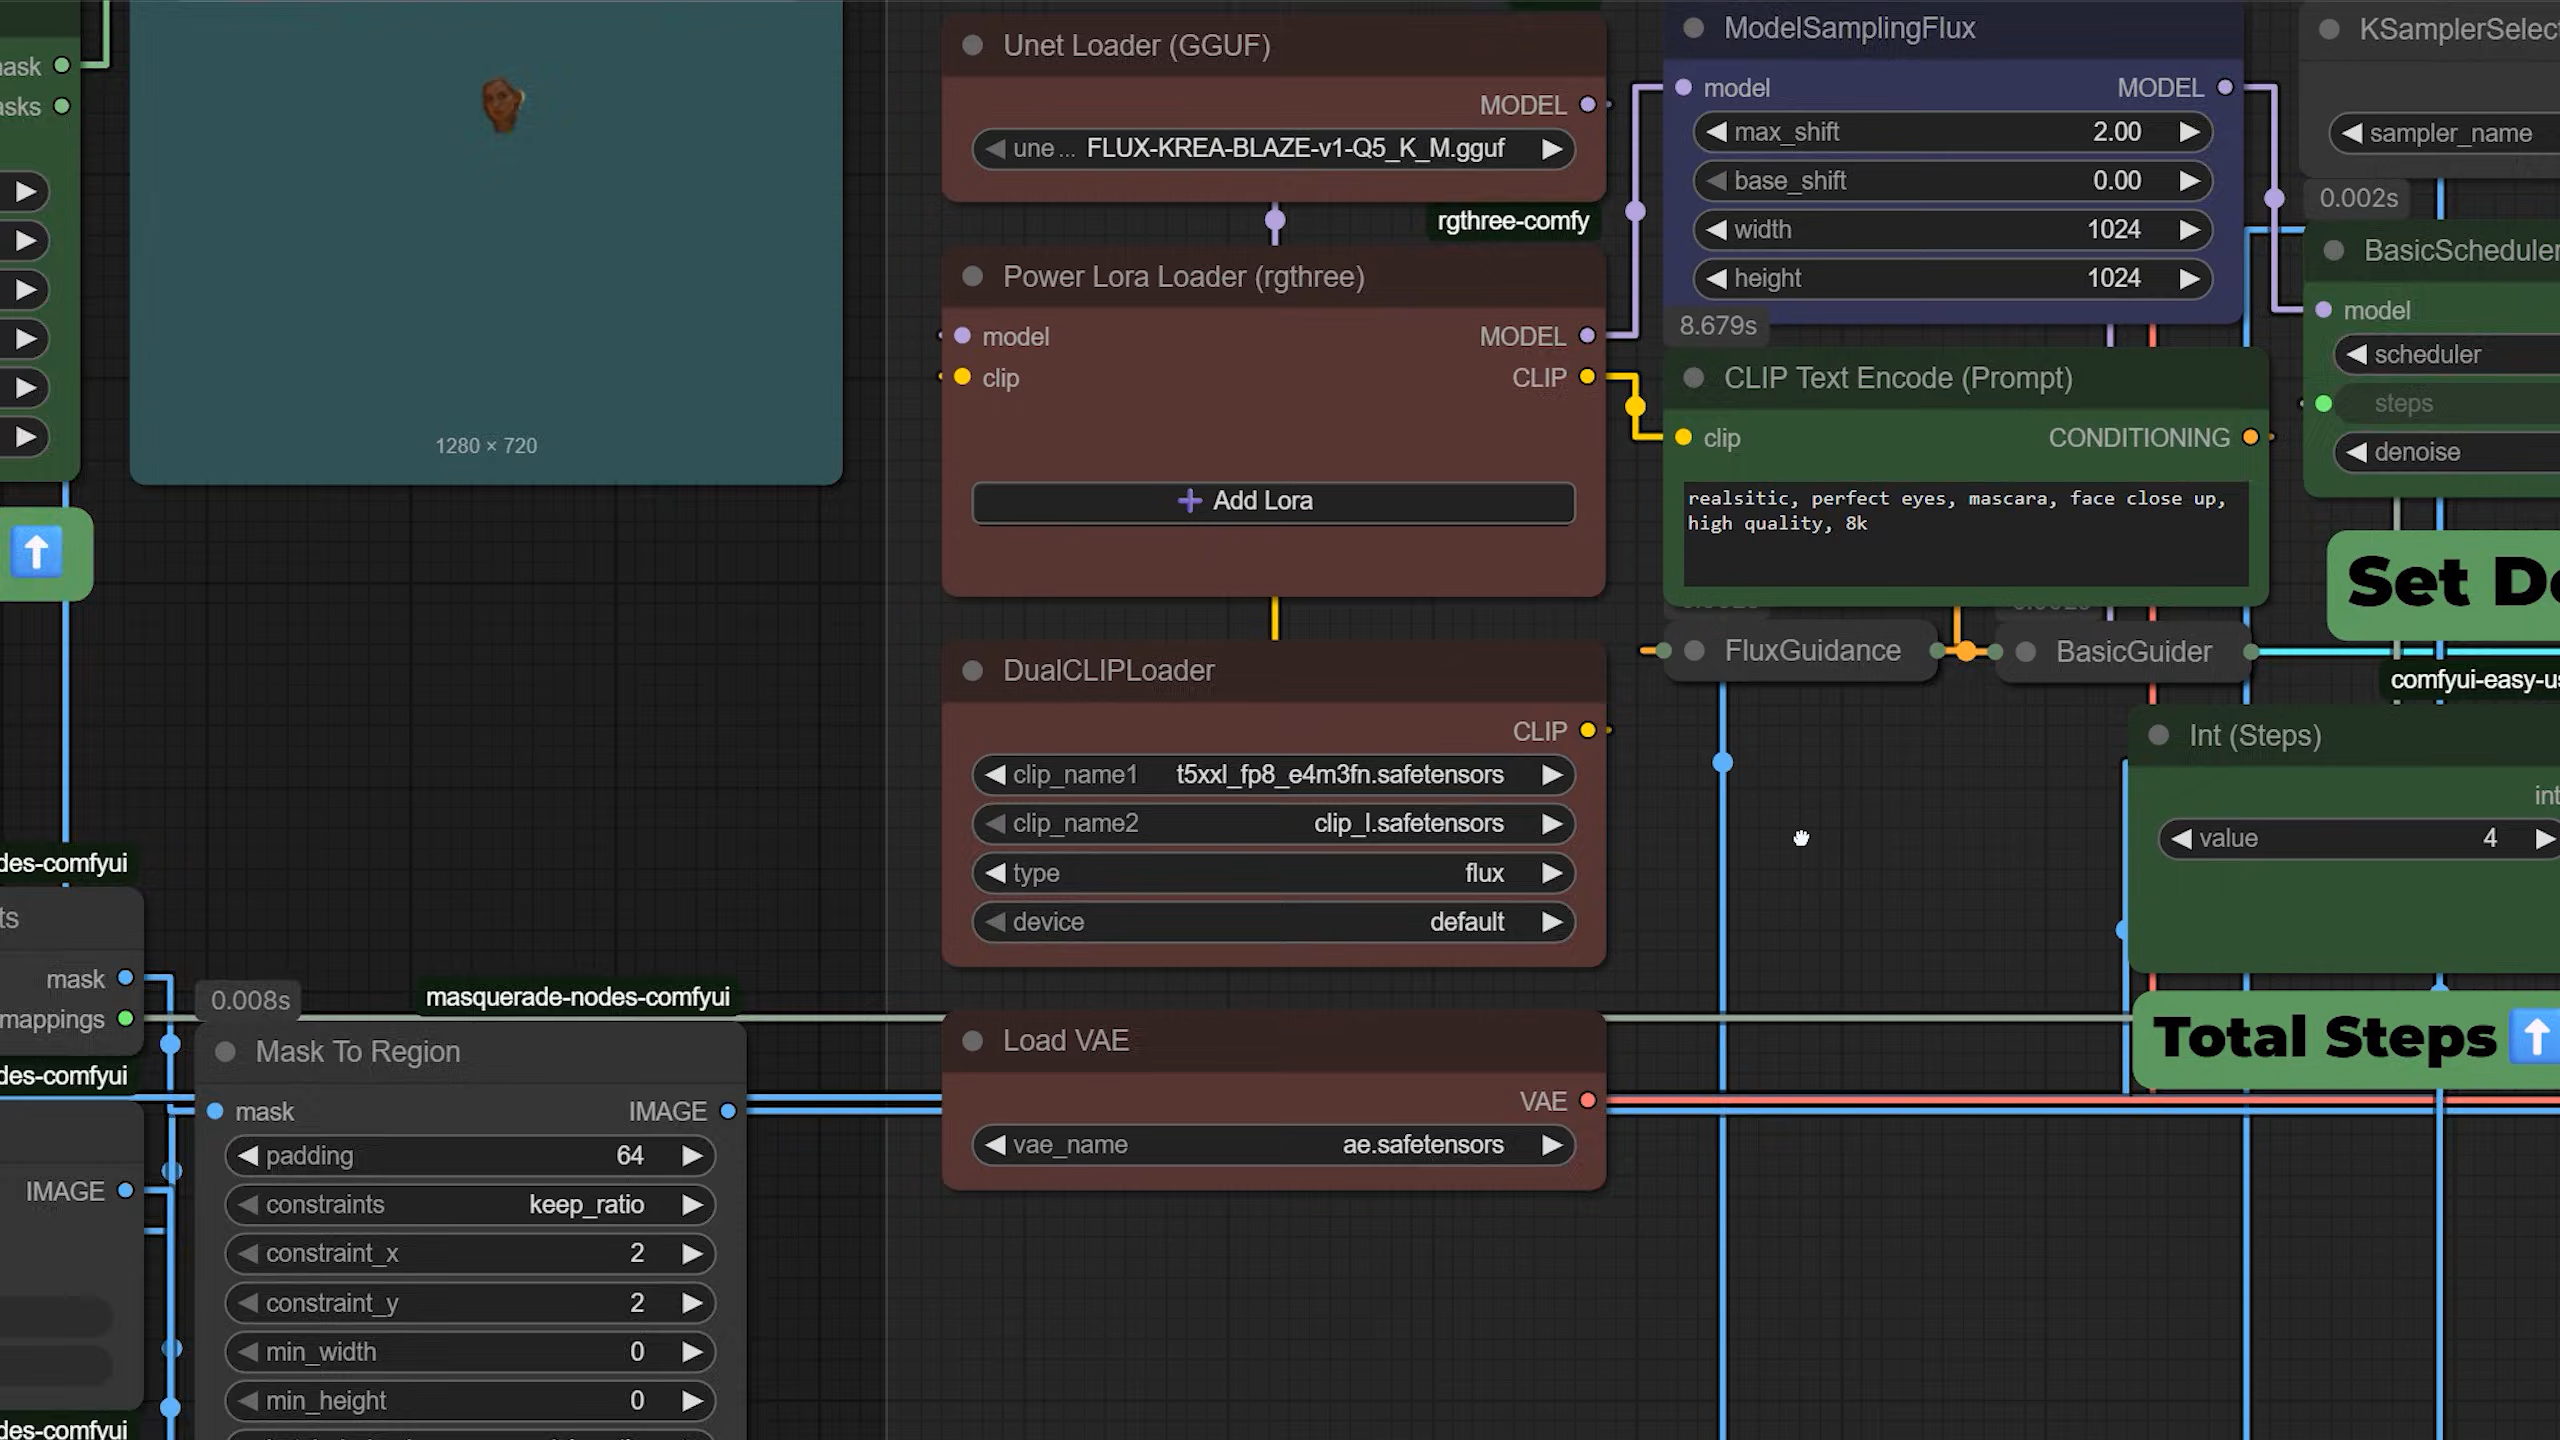 mask
masks
1280 × 720
des-comfyui
ts
mask
mappings
des-comfyui
IMAGE
des-comfyui
0.008s
masquerade-nodes-comfyui
Mask To Region
mask
IMAGE
padding 64
constraints keep_ratio
constraint_x 2
constraint_y 2
min_width 0
min_height 0
Unet Loader (GGUF)
MODEL
une ... FLUX-KREA-BLAZE-v1-Q5_K_M.gguf
rgthree-comfy
Power Lora Loader (rgthree)
model MODEL
clip CLIP
+ Add Lora
DualCLIPLoader
CLIP
clip_name1 t5xxl_fp8_e4m3fn.safetensors
clip_name2 clip_l.safetensors
type flux
device default
Load VAE
VAE
vae_name ae.safetensors
ModelSamplingFlux
model MODEL
max_shift 2.00
base_shift 0.00
width 1024
height 1024
8.679s
CLIP Text Encode (Prompt)
clip CONDITIONING
realsitic, perfect eyes, mascara, face close up,
high quality, 8k
FluxGuidance
BasicGuider
KSamplerSelect
sampler_name
0.002s
BasicScheduler
model
scheduler
steps
denoise
Set De
comfyui-easy-us
Int (Steps)
int
value 4
Total Steps